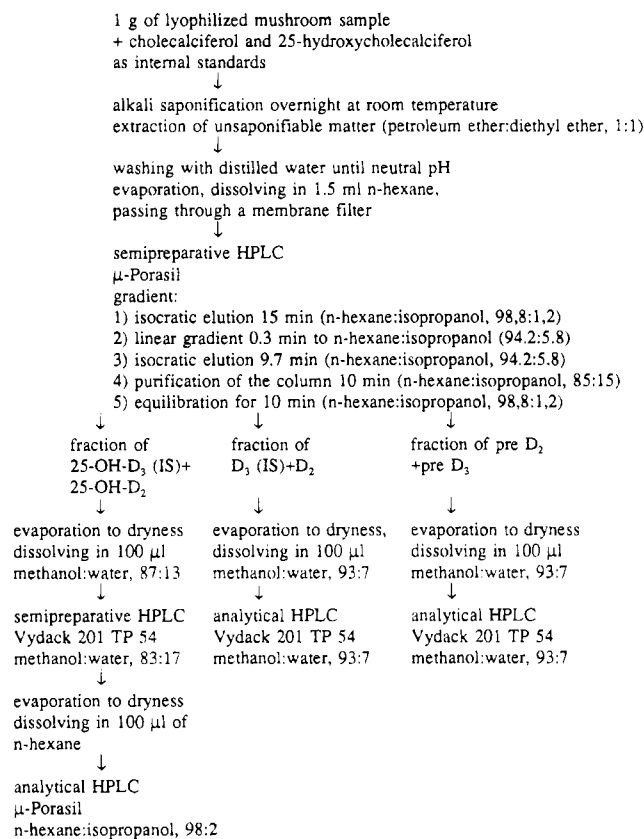 1 g of lyophilized mushroom sample
+ cholecalciferol and 25-hydroxycholecalciferol
as internal standards
↓
alkali saponification overnight at room temperature
extraction of unsaponifiable matter (petroleum ether:diethyl ether, 1:1)
↓
washing with distilled water until neutral pH
evaporation, dissolving in 1.5 ml n-hexane,
passing through a membrane filter
↓
semipreparative HPLC
μ-Porasil
gradient:
1) isocratic elution 15 min (n-hexane:isopropanol, 98,8:1,2)
2) linear gradient 0.3 min to n-hexane:isopropanol (94.2:5.8)
3) isocratic elution 9.7 min (n-hexane:isopropanol, 94.2:5.8)
4) purification of the column 10 min (n-hexane:isopropanol, 85:15)
5) equilibration for 10 min (n-hexane:isopropanol, 98,8:1,2)
↓ ↓ ↓
fraction of
25-OH-D₃ (IS)+
25-OH-D₂
↓
evaporation to dryness
dissolving in 100 μl
methanol:water, 87:13
↓
semipreparative HPLC
Vydack 201 TP 54
methanol:water, 83:17
↓
evaporation to dryness
dissolving in 100 μl of
n-hexane
↓
analytical HPLC
μ-Porasil
n-hexane:isopropanol, 98:2
fraction of
D₃ (IS)+D₂
↓
evaporation to dryness,
dissolving in 100 μl
methanol:water, 93:7
↓
analytical HPLC
Vydack 201 TP 54
methanol:water, 93:7
fraction of pre D₂
+pre D₃
↓
evaporation to dryness
dissolving in 100 μl
methanol:water, 93:7
↓
analytical HPLC
Vydack 201 TP 54
methanol:water, 93:7